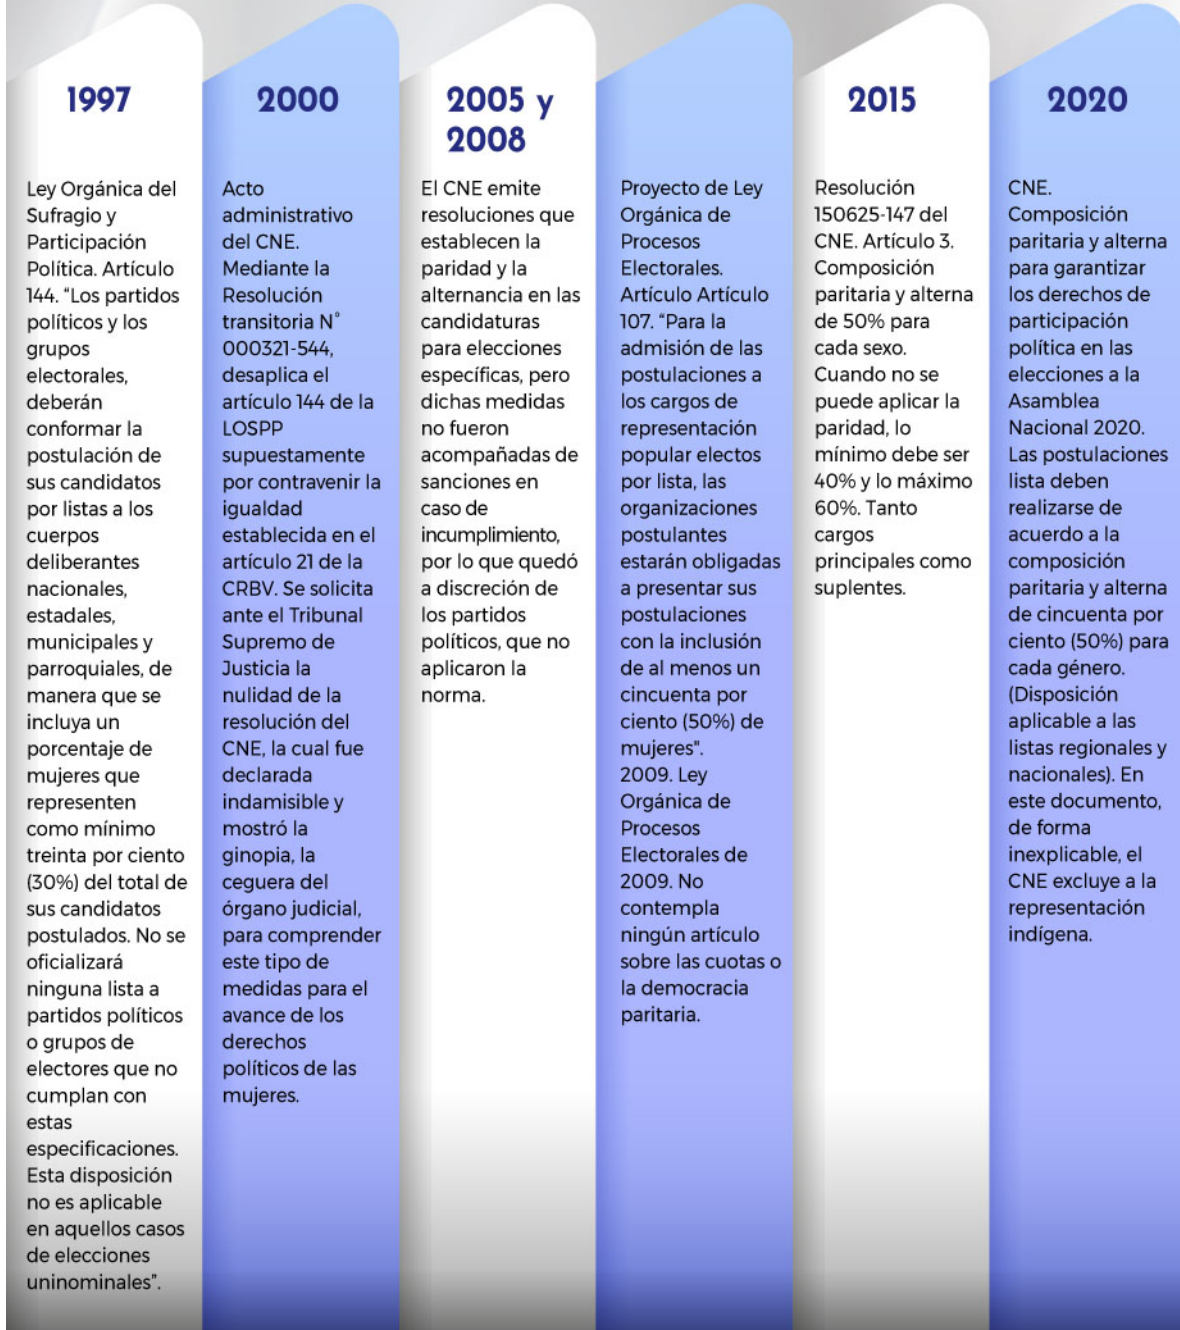 1997
Ley Orgánica del
Sufragio y
Participación
Política. Artículo
144. “Los partidos
políticos y los
grupos
electorales,
deberán
conformar la
postulación de
sus candidatos
por listas a los
cuerpos
deliberantes
nacionales,
estadales,
municipales y
parroquiales, de
manera que se
incluya un
porcentaje de
mujeres que
representen
como mínimo
treinta por ciento
(30%) del total de
sus candidatos
postulados. No se
oficializará
ninguna lista a
partidos políticos
o grupos de
electores que no
cumplan con
estas
especificaciones.
Esta disposición
no es aplicable
en aquellos casos
de elecciones
uninominales”.
2000
Acto
administrativo
del CNE.
Mediante la
Resolución
transitoria N°
000321-544,
desaplica el
artículo 144 de la
LOSPP
supuestamente
por contravenir la
igualdad
establecida en el
artículo 21 de la
CRBV. Se solicita
ante el Tribunal
Supremo de
Justicia la
nulidad de la
resolución del
CNE, la cual fue
declarada
indamisible y
mostró la
ginopia, la
ceguera del
órgano judicial,
para comprender
este tipo de
medidas para el
avance de los
derechos
políticos de las
mujeres.
2005 y
2008
El CNE emite
resoluciones que
establecen la
paridad y la
alternancia en las
candidaturas
para elecciones
específicas, pero
dichas medidas
no fueron
acompañadas de
sanciones en
caso de
incumplimiento,
por lo que quedó
a discreción de
los partidos
políticos, que no
aplicaron la
norma.
Proyecto de Ley
Orgánica de
Procesos
Electorales.
Artículo Artículo
107. “Para la
admisión de las
postulaciones a
los cargos de
representación
popular electos
por lista, las
organizaciones
postulantes
estarán obligadas
a presentar sus
postulaciones
con la inclusión
de al menos un
cincuenta por
ciento (50%) de
mujeres".
2009. Ley
Orgánica de
Procesos
Electorales de
2009. No
contempla
ningún artículo
sobre las cuotas o
la democracia
paritaria.
2015
Resolución
150625-147 del
CNE. Artículo 3.
Composición
paritaria y alterna
de 50% para
cada sexo.
Cuando no se
puede aplicar la
paridad, lo
mínimo debe ser
40% y lo máximo
60%. Tanto
cargos
principales como
suplentes.
2020
CNE.
Composición
paritaria y alterna
para garantizar
los derechos de
participación
política en las
elecciones a la
Asamblea
Nacional 2020.
Las postulaciones
lista deben
realizarse de
acuerdo a la
composición
paritaria y alterna
de cincuenta por
ciento (50%) para
cada género.
(Disposición
aplicable a las
listas regionales y
nacionales). En
este documento,
de forma
inexplicable, el
CNE excluye a la
representación
indígena.